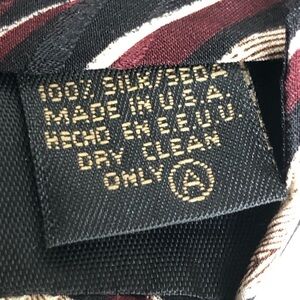 100% SILK/SEDA
MADE IN U.S.A.
HECHO EN E.E.U.U.
DRY CLEAN
ONLY Ⓐ